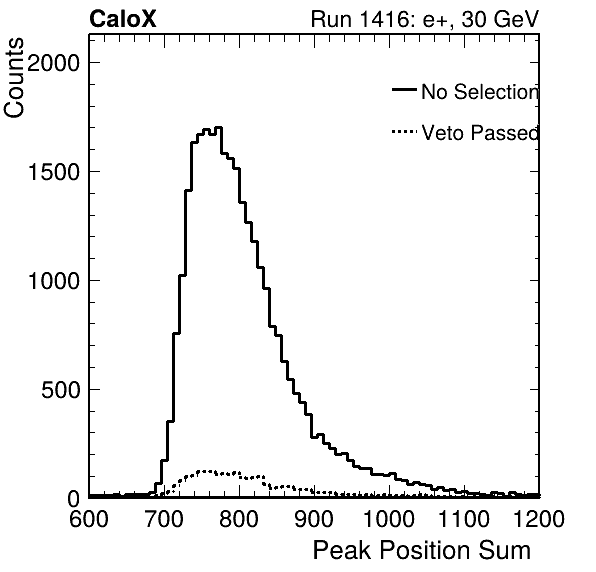 CaloX Run 1416: e+, 30 GeV
Counts
2000
No Selection
Veto Passed
1500
1000
500
0
600 700 800 900 1000 1100 1200
Peak Position Sum